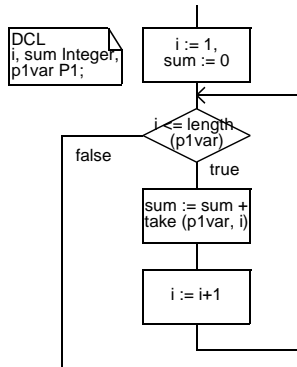 DCL
i, sum Integer,
p1var P1;
i := 1,
sum := 0
i <= length
(p1var)
false
true
sum := sum +
take (p1var, i)
i := i+1